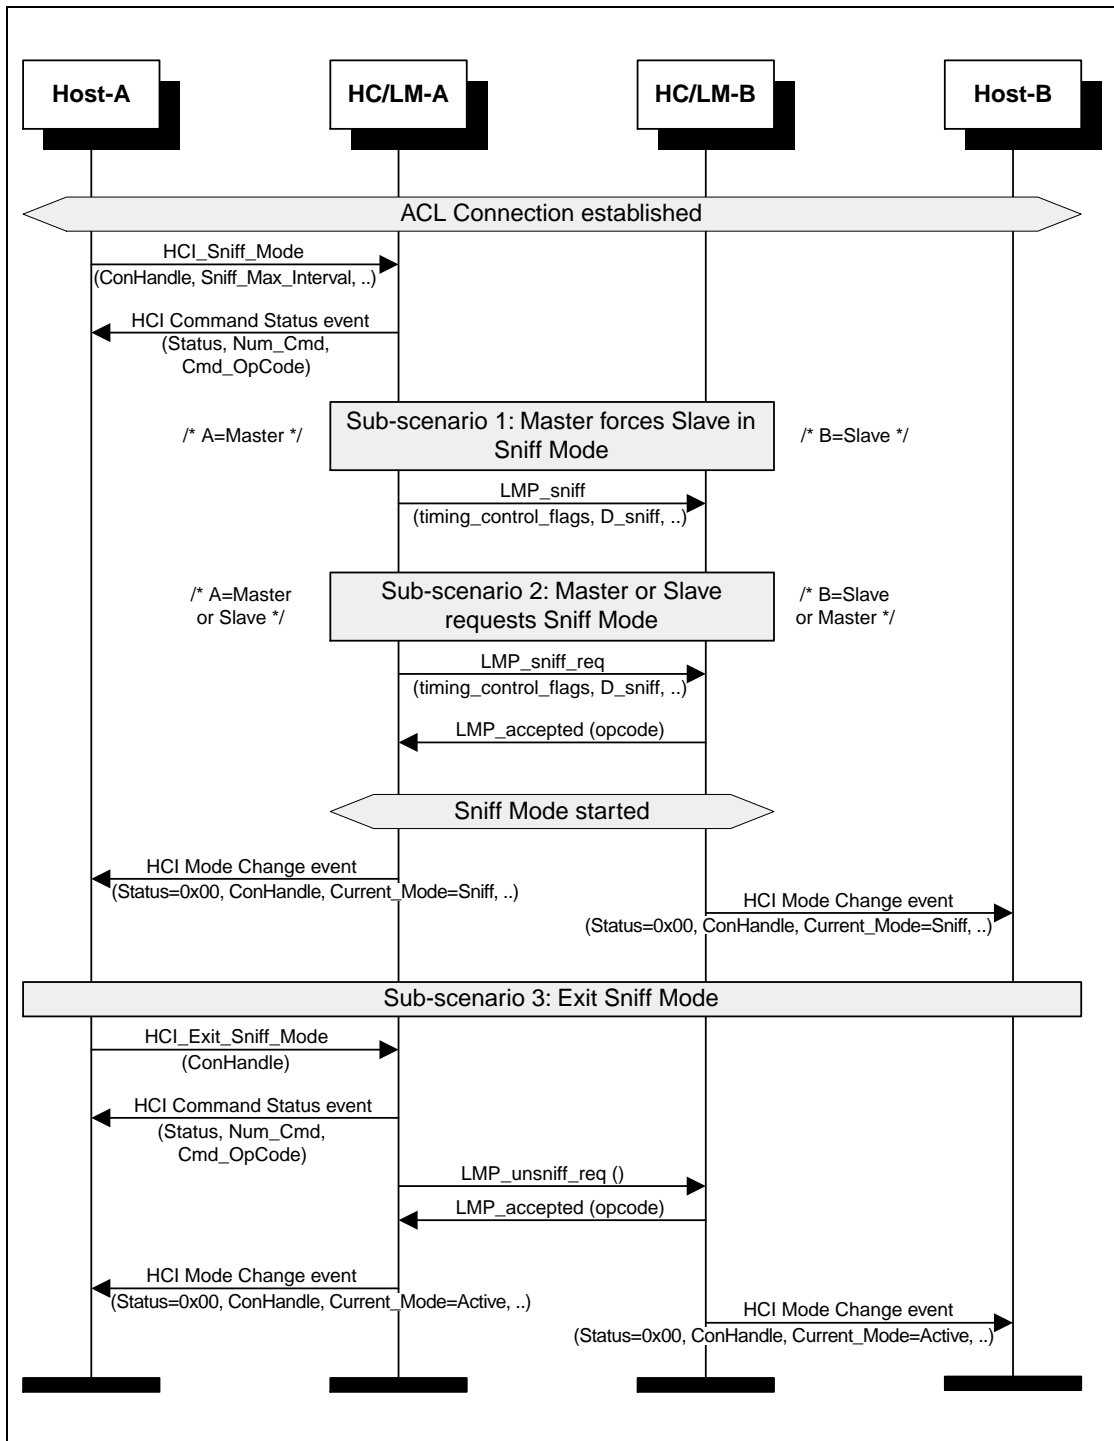 Host-A
HC/LM-A
HC/LM-B
Host-B
ACL Connection established
HCI_Sniff_Mode
(ConHandle, Sniff_Max_Interval, ..)
HCI Command Status event
(Status, Num_Cmd,
Cmd_OpCode)
/* A=Master */
Sub-scenario 1: Master forces Slave in
Sniff Mode
/* B=Slave */
LMP_sniff
(timing_control_flags, D_sniff, ..)
/* A=Master
or Slave */
Sub-scenario 2: Master or Slave
requests Sniff Mode
/* B=Slave
or Master */
LMP_sniff_req
(timing_control_flags, D_sniff, ..)
LMP_accepted (opcode)
Sniff Mode started
HCI Mode Change event
(Status=0x00, ConHandle, Current_Mode=Sniff, ..)
HCI Mode Change event
(Status=0x00, ConHandle, Current_Mode=Sniff, ..)
Sub-scenario 3: Exit Sniff Mode
HCI_Exit_Sniff_Mode
(ConHandle)
HCI Command Status event
(Status, Num_Cmd,
Cmd_OpCode)
LMP_unsniff_req ()
LMP_accepted (opcode)
HCI Mode Change event
(Status=0x00, ConHandle, Current_Mode=Active, ..)
HCI Mode Change event
(Status=0x00, ConHandle, Current_Mode=Active, ..)